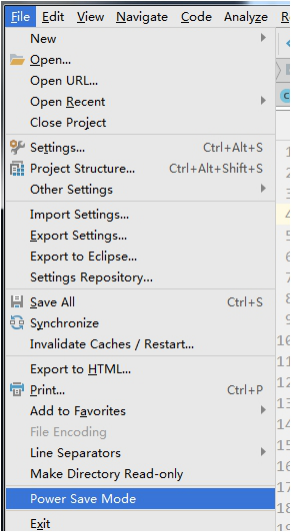 File Edit View Navigate Code Analyze
New
Open...
Open URL...
Open Recent
Close Project
Settings... Ctrl+Alt+S
Project Structure... Ctrl+Alt+Shift+S
Other Settings
Import Settings...
Export Settings...
Export to Eclipse...
Settings Repository...
Save All Ctrl+S
Synchronize
Invalidate Caches / Restart...
Export to HTML...
Print... Ctrl+P
Add to Favorites
File Encoding
Line Separators
Make Directory Read-only
Power Save Mode
Exit